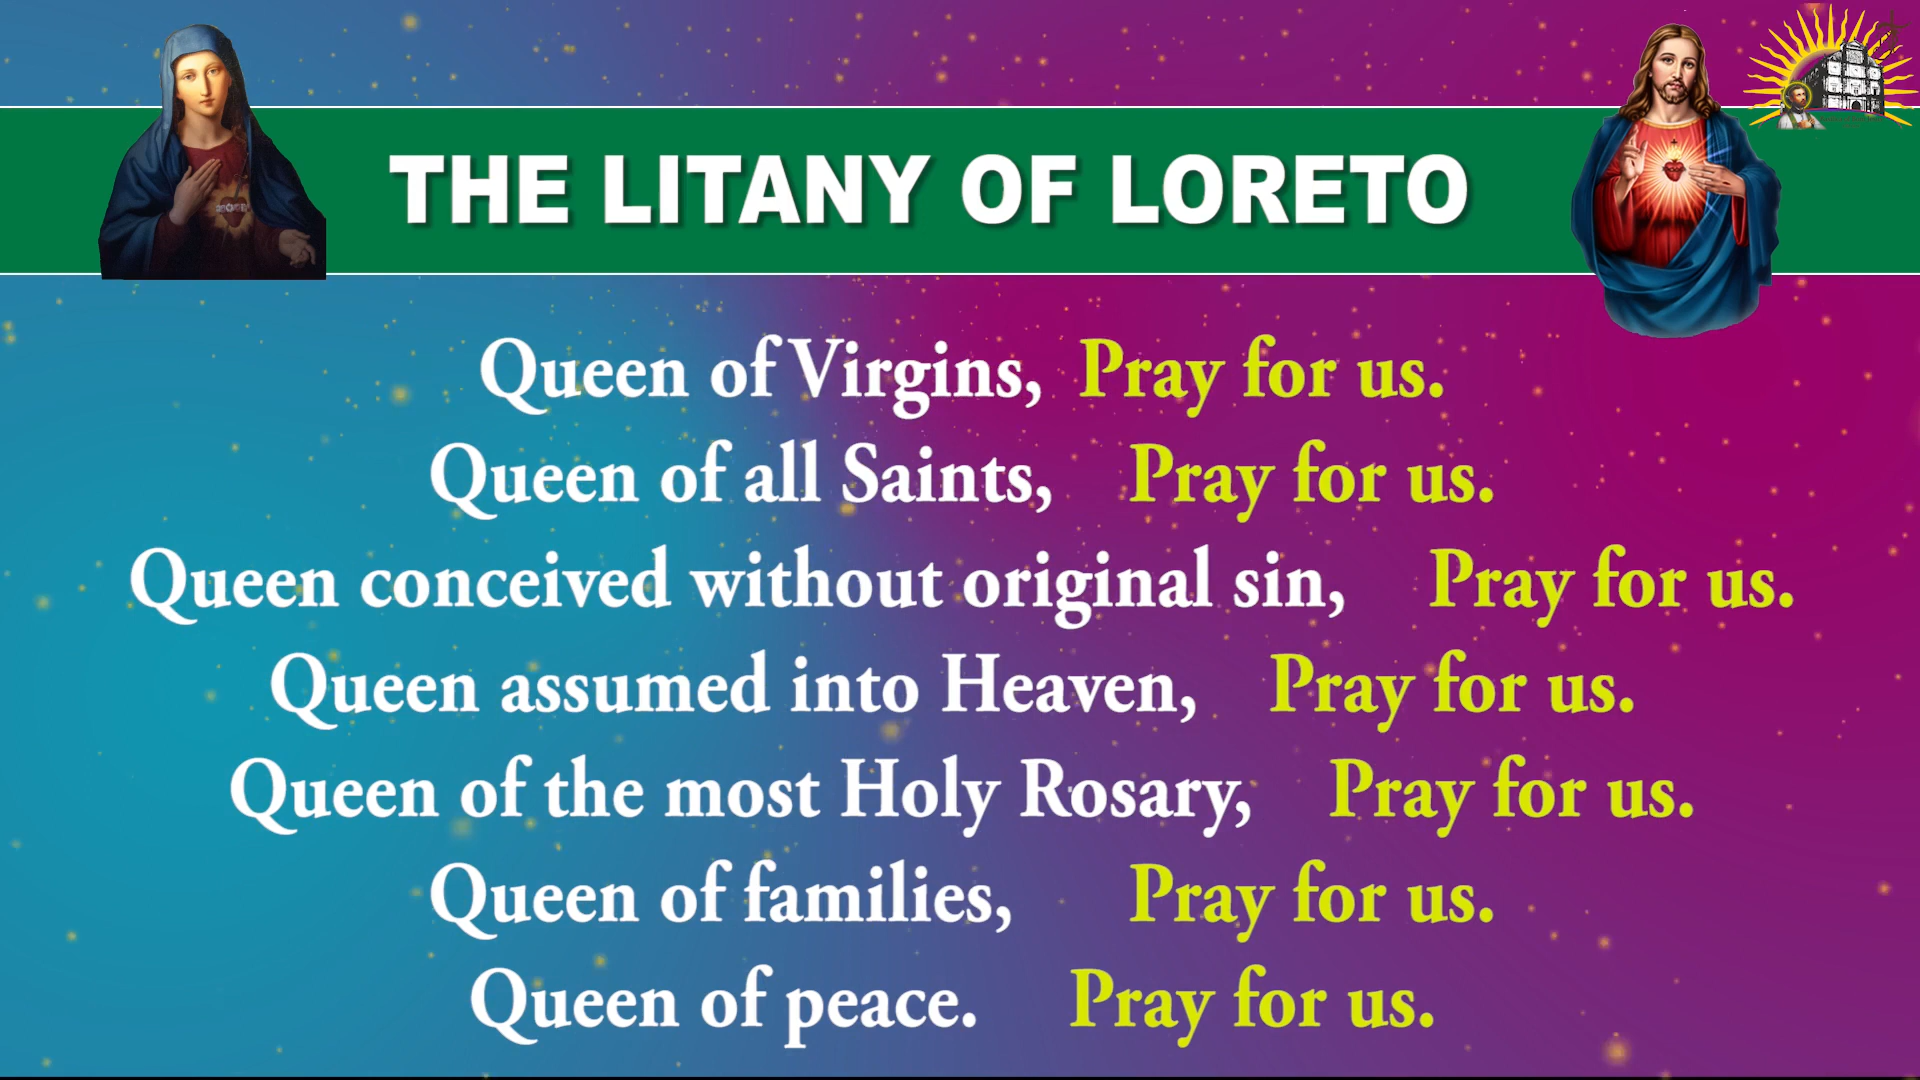 THE LITANY OF LORETO
Queen of Virgins, Pray for us.
Queen of all Saints, Pray for us.
Queen conceived without original sin, Pray for us.
Queen assumed into Heaven, Pray for us.
Queen of the most Holy Rosary, Pray for us.
Queen of families, Pray for us.
Queen of peace. Pray for us.